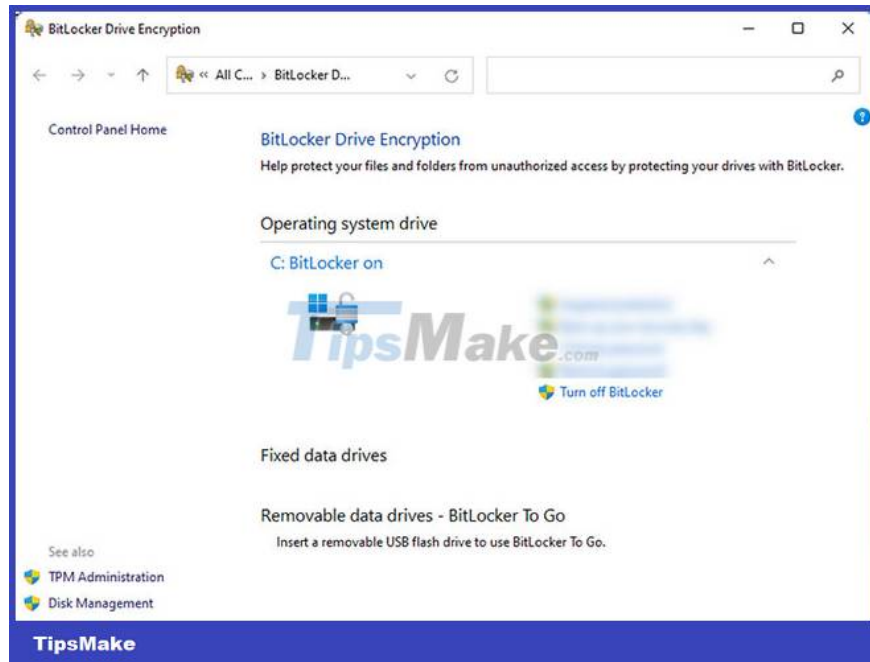 BitLocker Drive Encryption
« All C... › BitLocker D...
Control Panel Home
BitLocker Drive Encryption
Help protect your files and folders from unauthorized access by protecting your drives with BitLocker.
Operating system drive
C: BitLocker on
TipsMake.com
Turn off BitLocker
Fixed data drives
Removable data drives - BitLocker To Go
Insert a removable USB flash drive to use BitLocker To Go.
See also
TPM Administration
Disk Management
TipsMake